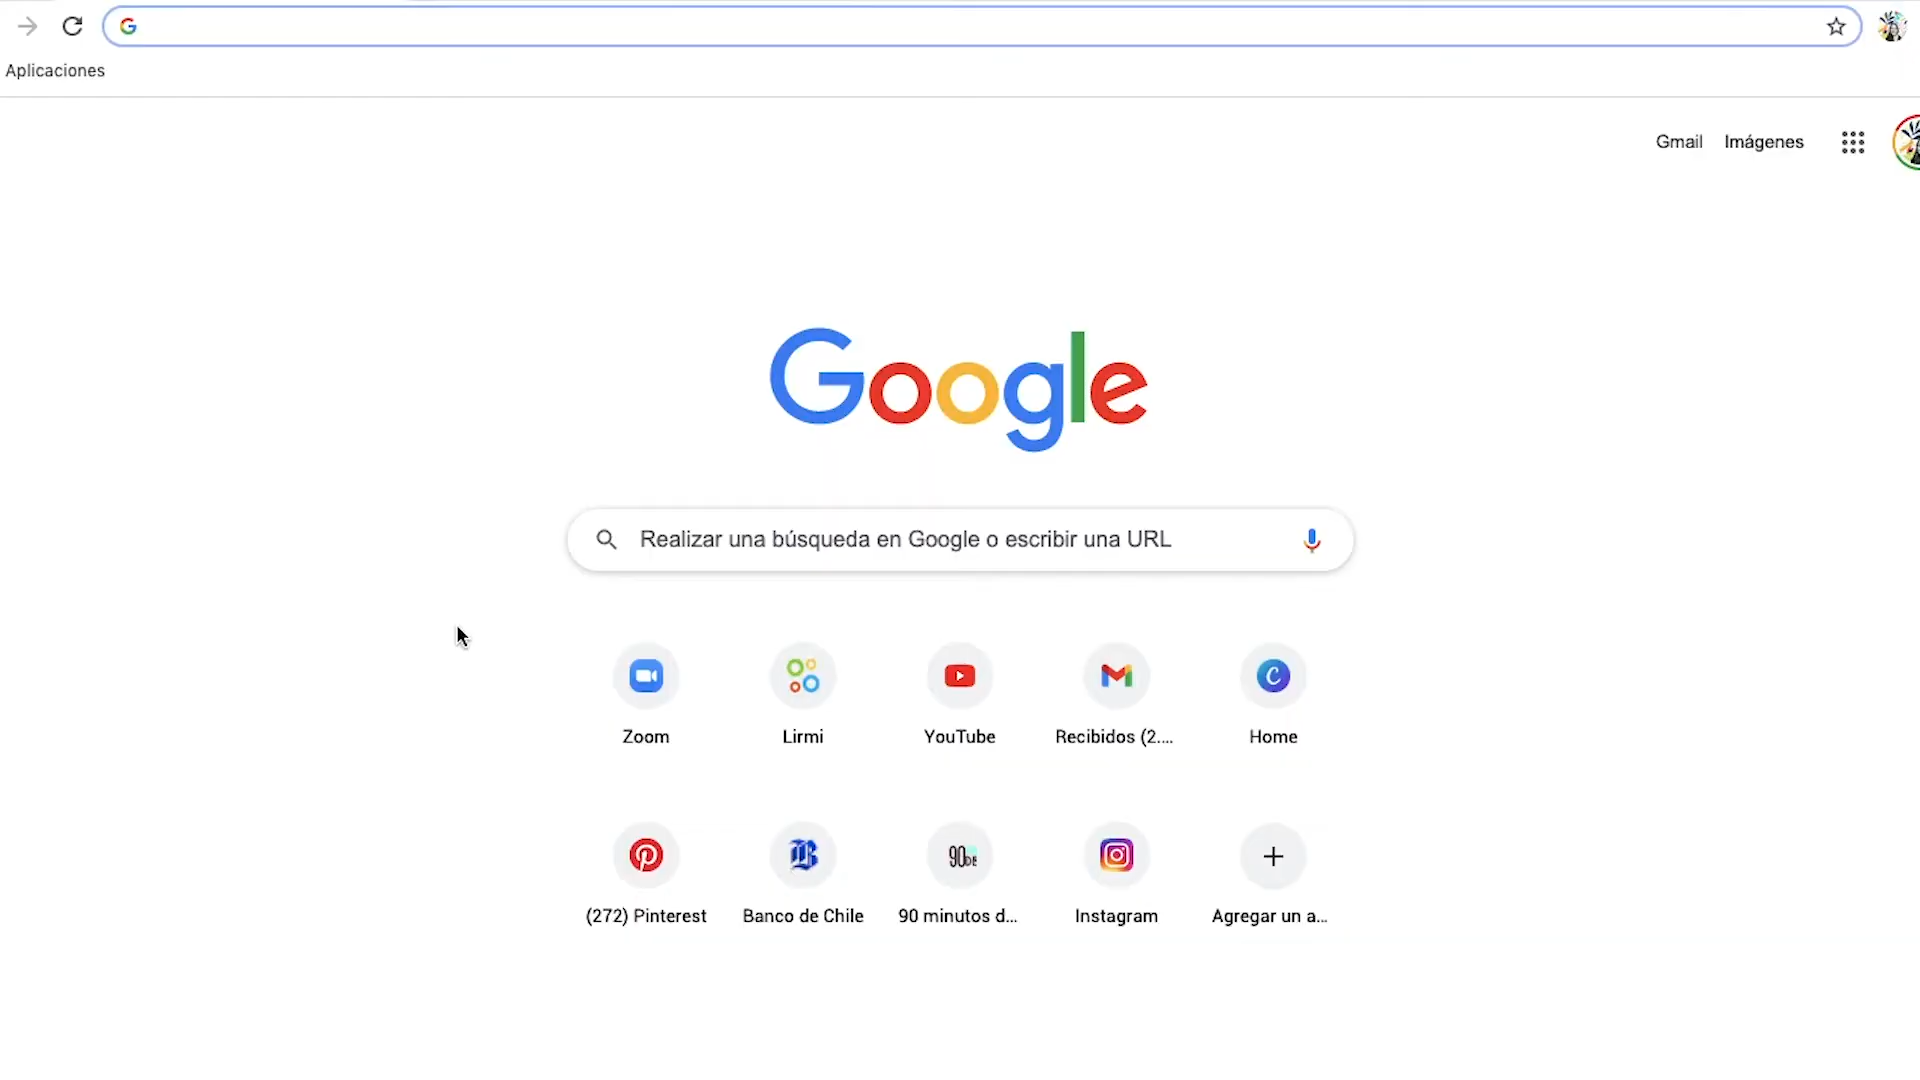 Aplicaciones
Gmail Imágenes
Google
Realizar una búsqueda en Google o escribir una URL
Zoom Lirmi YouTube Recibidos (2.... Home
(272) Pinterest Banco de Chile 90 minutos d... Instagram Agregar un a...